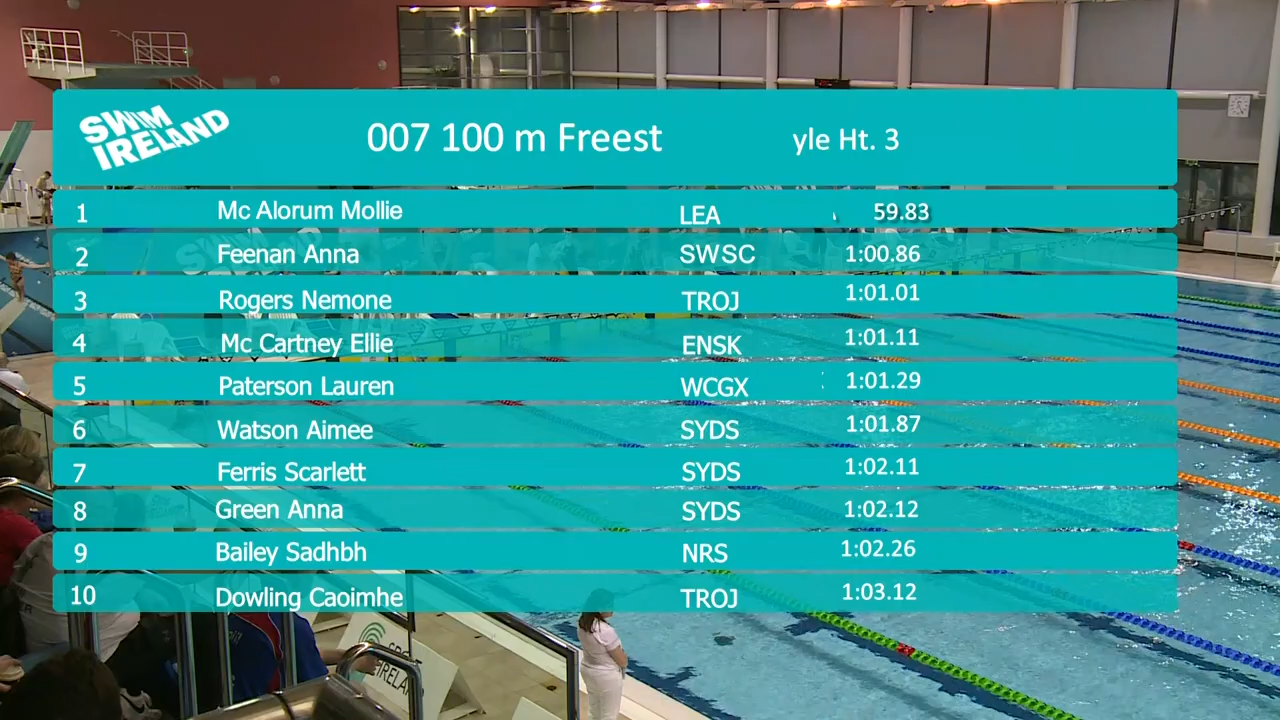 SWIM IRELAND
007 100 m Freest yle Ht. 3
1 Mc Alorum Mollie LEA 59.83
2 Feenan Anna SWSC 1:00.86
3 Rogers Nemone TROJ 1:01.01
4 Mc Cartney Ellie ENSK 1:01.11
5 Paterson Lauren WCGX 1:01.29
6 Watson Aimee SYDS 1:01.87
7 Ferris Scarlett SYDS 1:02.11
8 Green Anna SYDS 1:02.12
9 Bailey Sadhbh NRS 1:02.26
10 Dowling Caoimhe TROJ 1:03.12